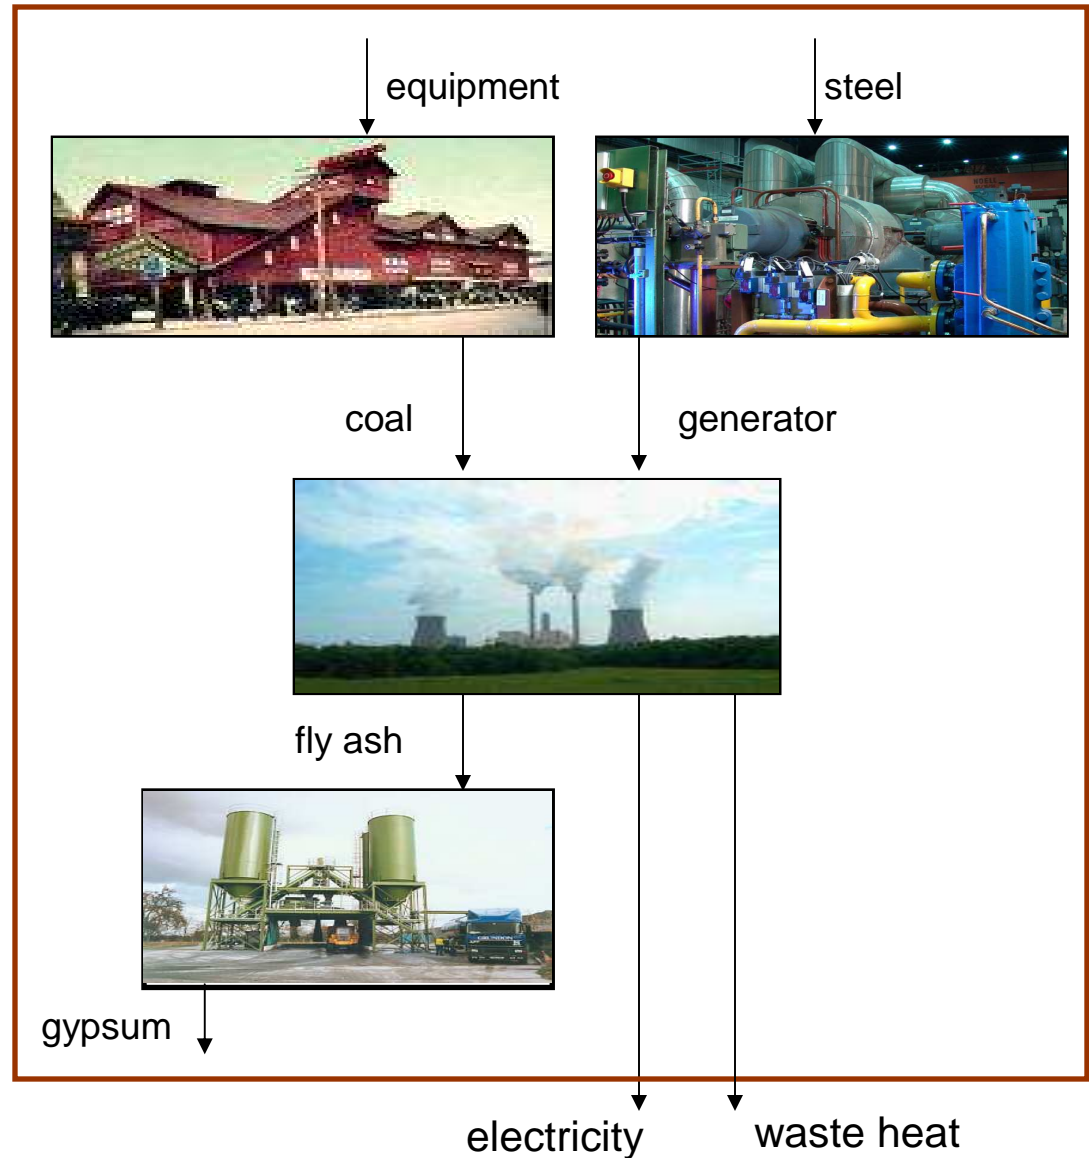 equipment
steel
coal
generator
fly ash
gypsum
electricity
waste heat